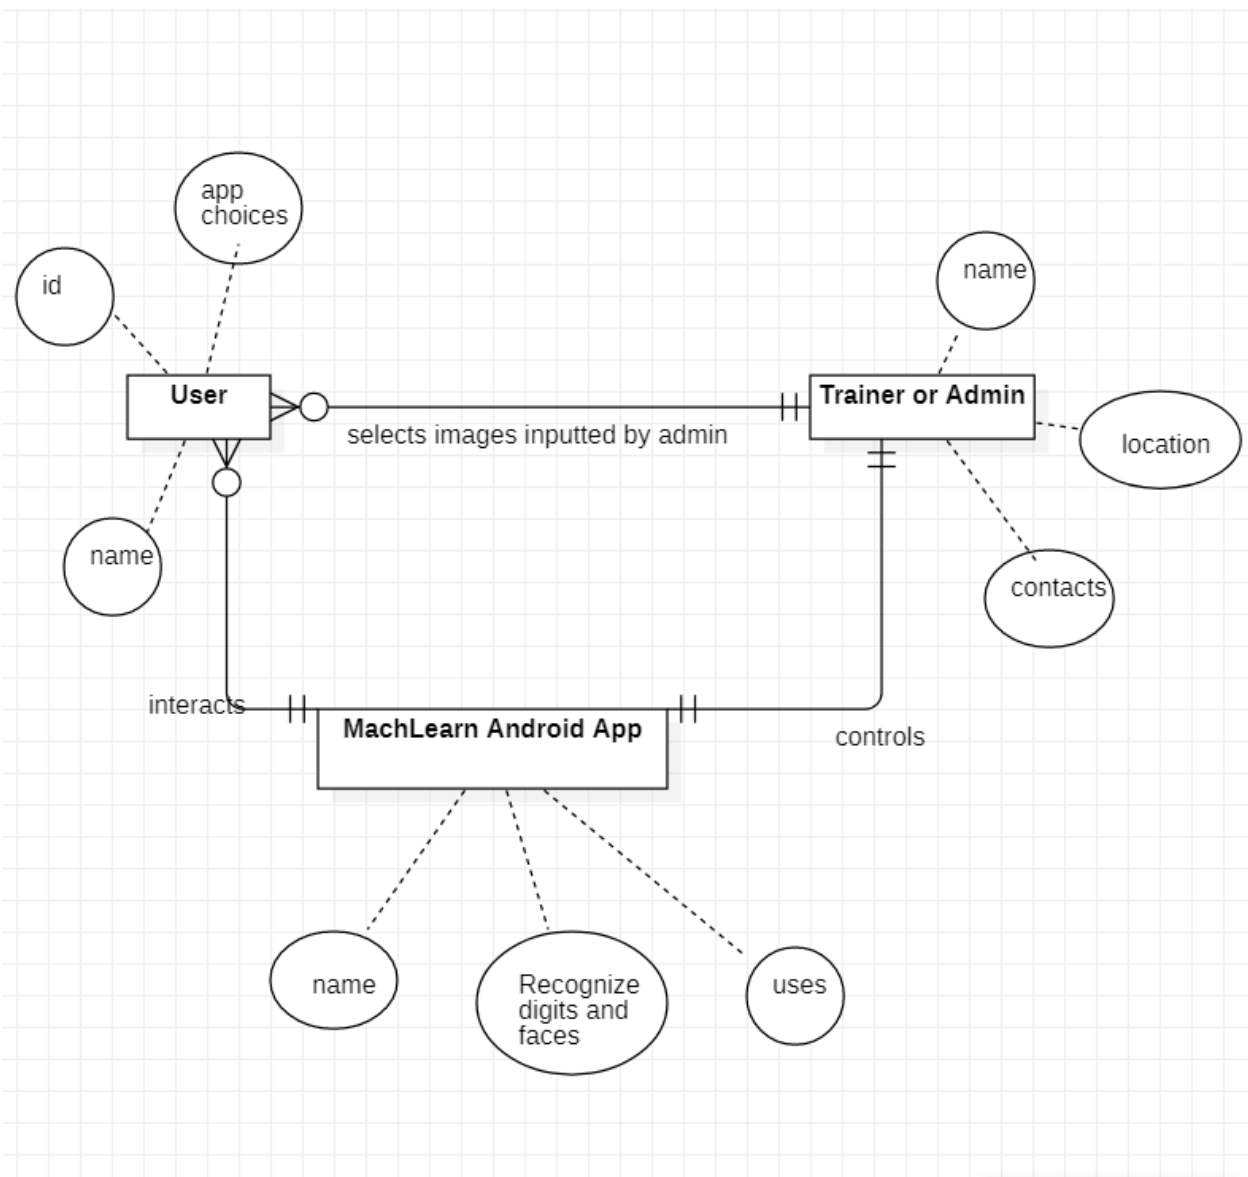 app
choices
id
name
User
Trainer or Admin
selects images inputted by admin
location
name
contacts
interacts
MachLearn Android App
controls
name
Recognize
digits and
faces
uses